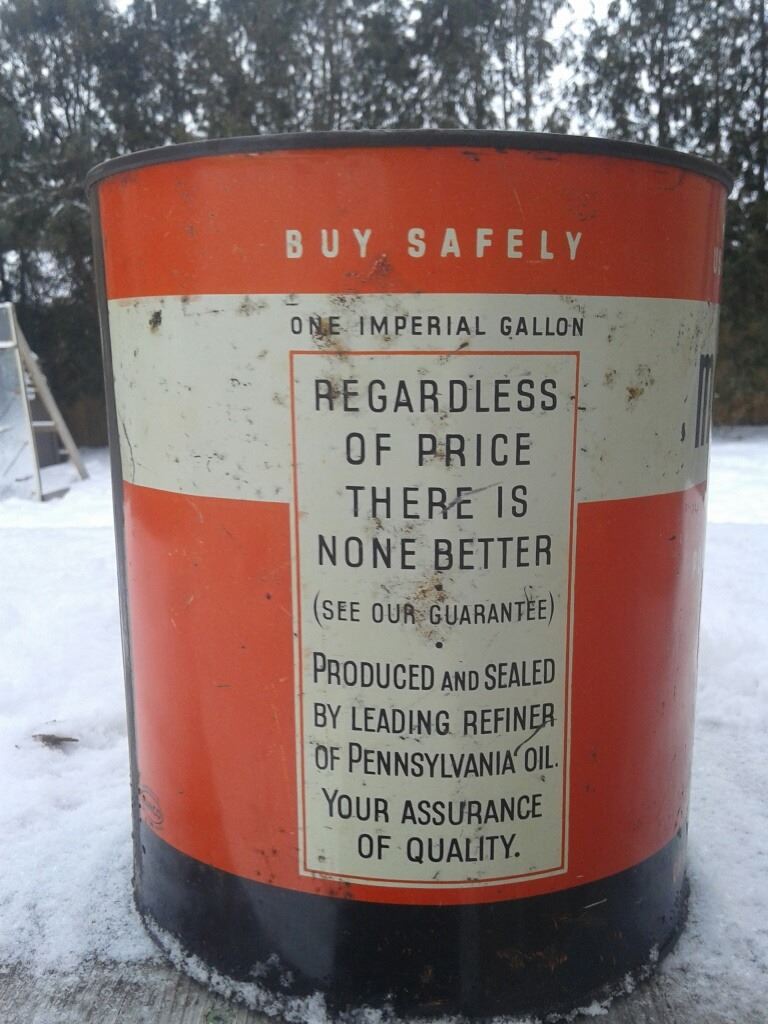 BUY SAFELY
ONE IMPERIAL GALLON
REGARDLESS
OF PRICE
THERE IS
NONE BETTER
(SEE OUR GUARANTEE)
PRODUCED AND SEALED
BY LEADING REFINER
OF PENNSYLVANIA OIL.
YOUR ASSURANCE
OF QUALITY.